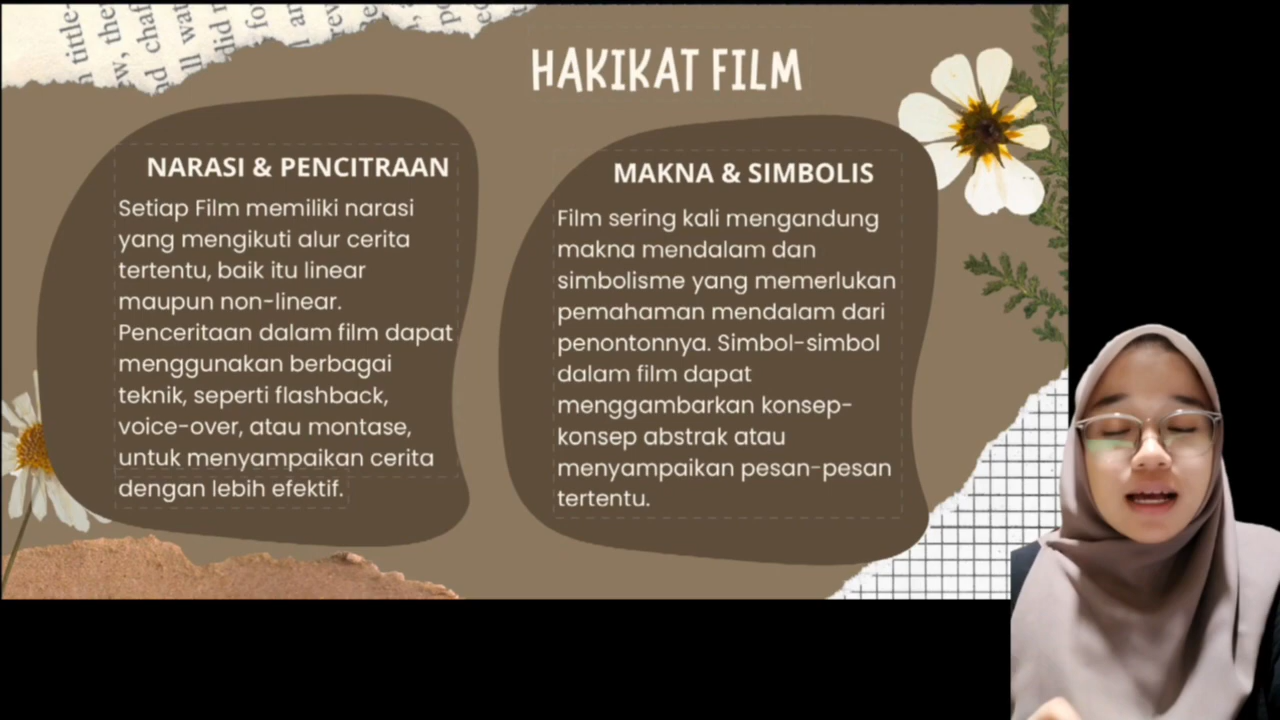 HAKIKAT FILM
NARASI & PENCITRAAN
Setiap Film memiliki narasi
yang mengikuti alur cerita
tertentu, baik itu linear
maupun non-linear.
Penceritaan dalam film dapat
menggunakan berbagai
teknik, seperti flashback,
voice-over, atau montase,
untuk menyampaikan cerita
dengan lebih efektif.
MAKNA & SIMBOLIS
Film sering kali mengandung
makna mendalam dan
simbolisme yang memerlukan
pemahaman mendalam dari
penontonnya. Simbol-simbol
dalam film dapat
menggambarkan konsep-
konsep abstrak atau
menyampaikan pesan-pesan
tertentu.